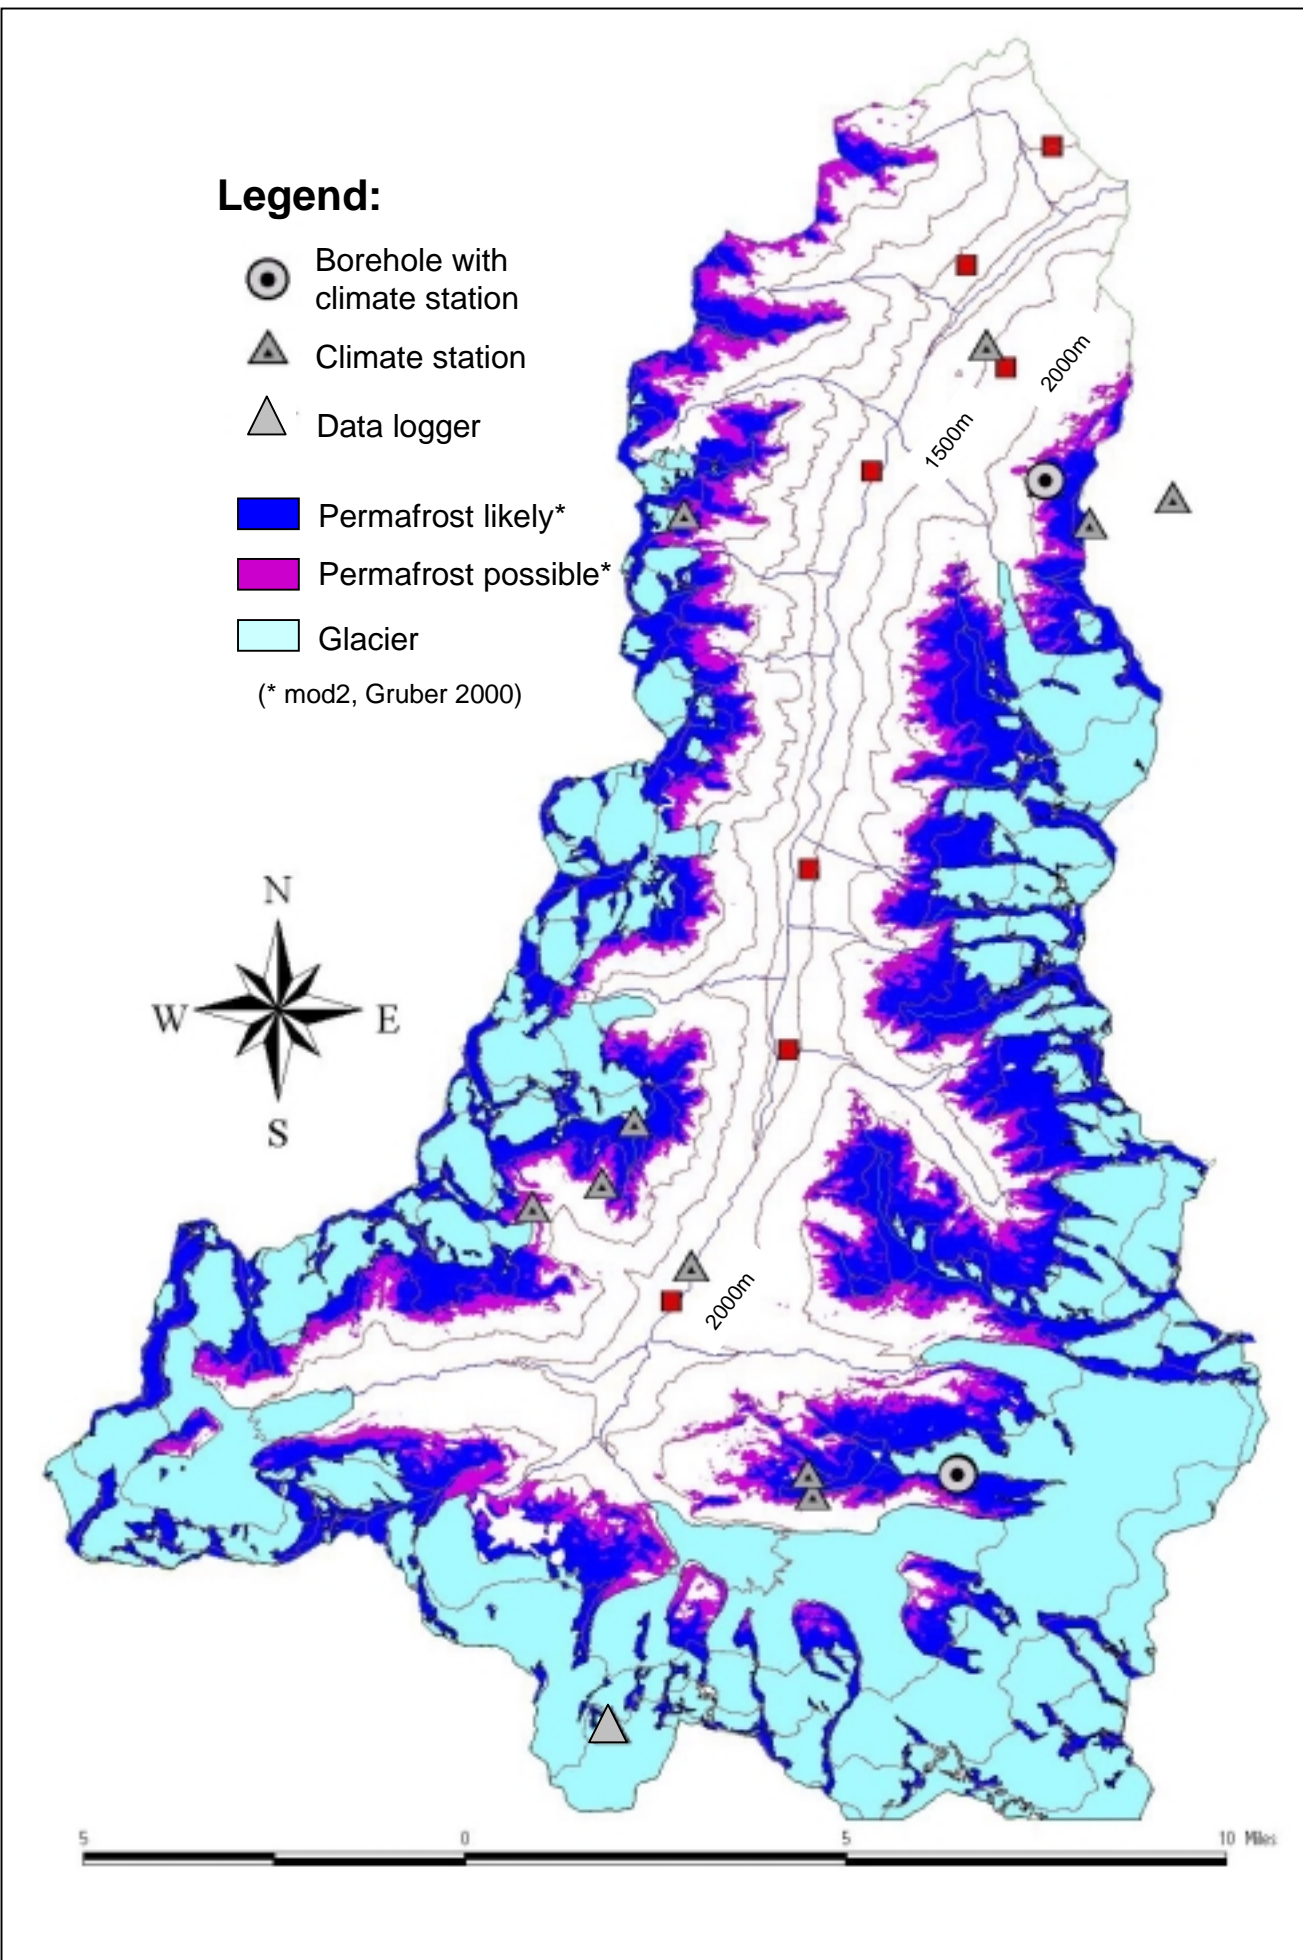 Legend:
Borehole with
climate station
Climate station
Data logger
Permafrost likely*
Permafrost possible*
Glacier
(* mod2, Gruber 2000)
2000m
1500m
N
W
E
S
2000m
5
0
5
10 Miles